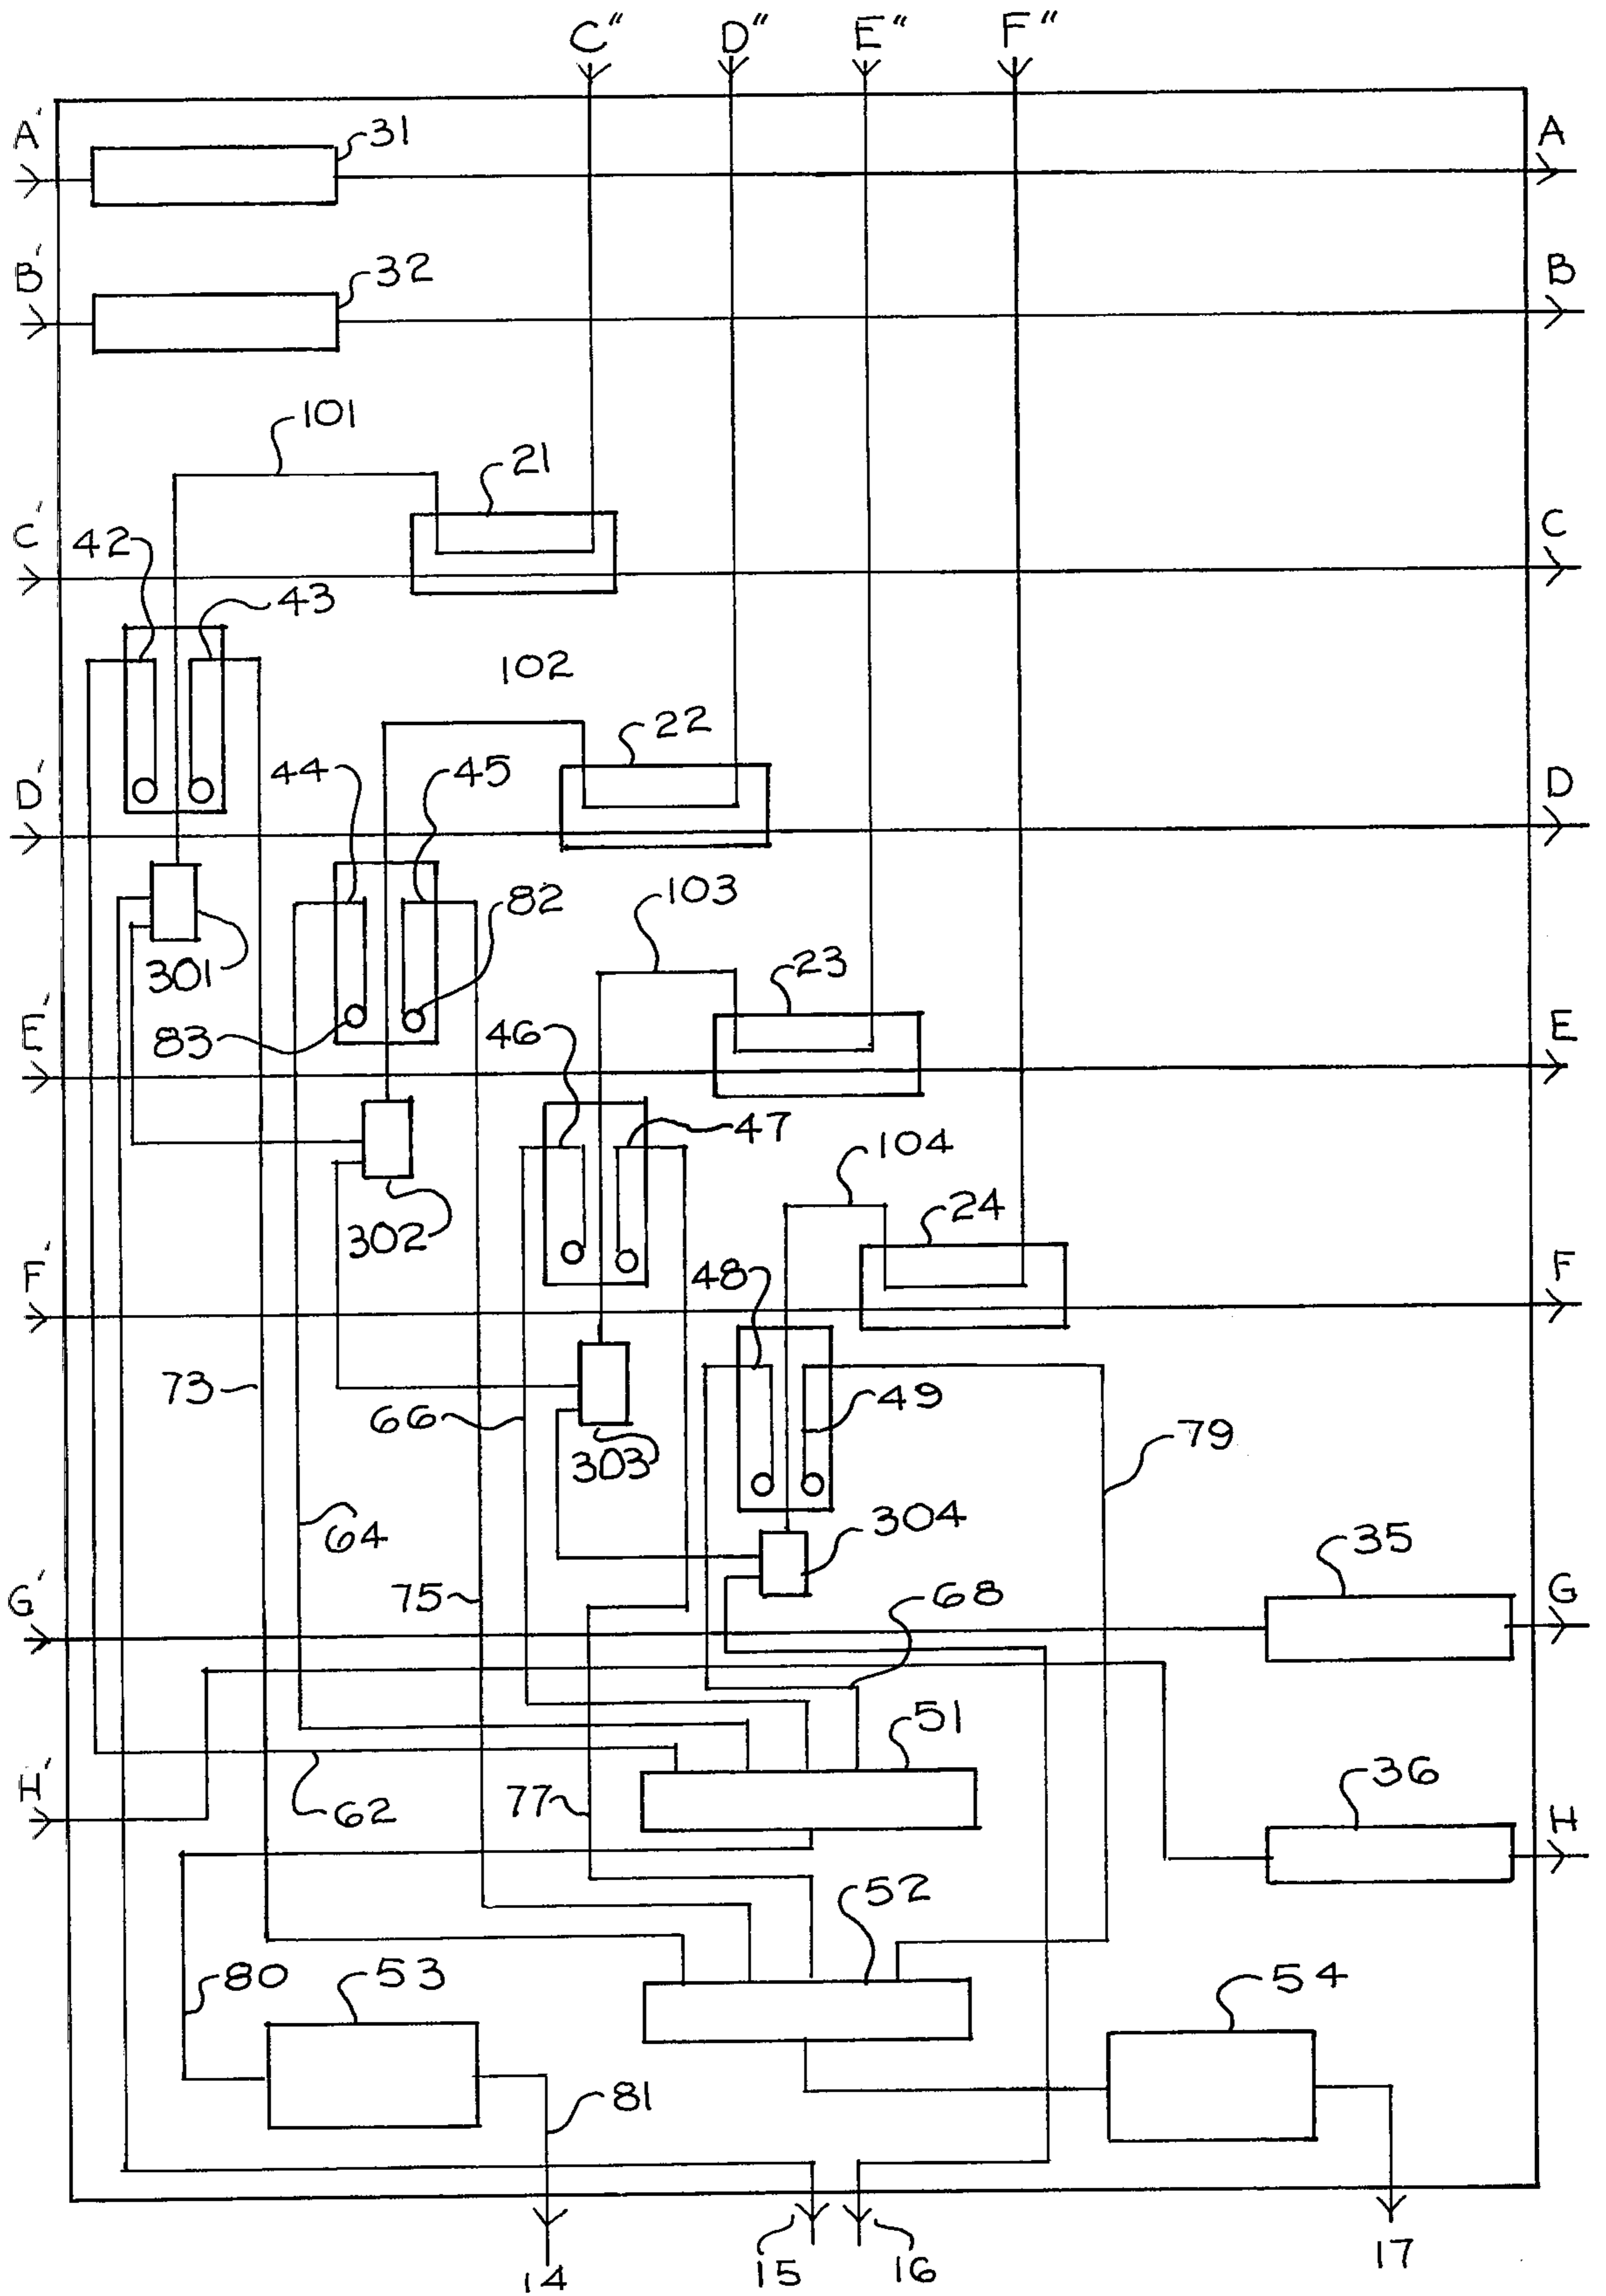 C" D" E" F"
A' 31 A
B' 32 B
101
21
C' 42 C
43
102
22
D' 44 45 D
103 82
301 23
E' 83 46 E
47
104
302 24
F' 48 F
73 66 49
303 79
64 304
75 35
G' 68 G
51
H' 62 77 36 H
52
80 53 54
81
14 15 16 17